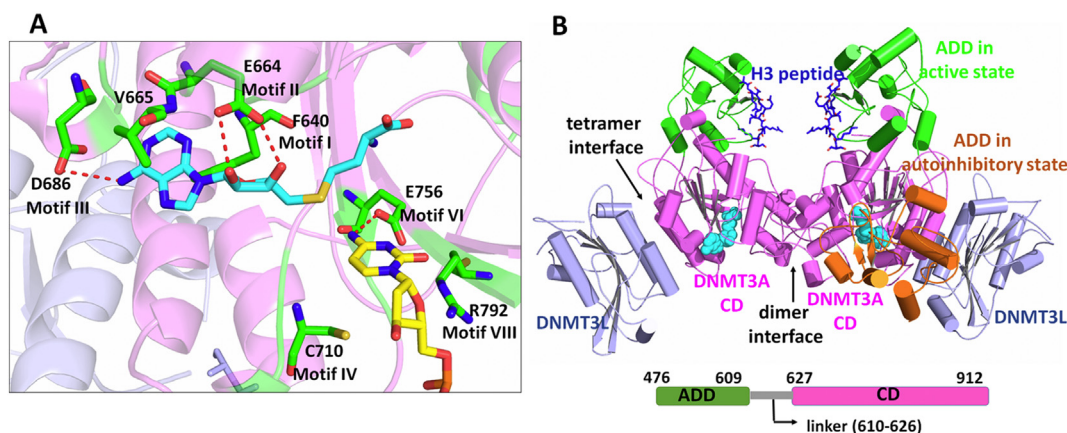 A
E664
Motif II
V665
F640
Motif I
D686
Motif III
E756
Motif VI
R792
Motif VIII
C710
Motif IV
B
ADD in
active state
H3 peptide
tetramer
interface
ADD in
autoinhibitory state
DNMT3A
CD
DNMT3A
CD
dimer
interface
DNMT3L
DNMT3L
476
609
627
912
ADD
CD
linker (610-626)